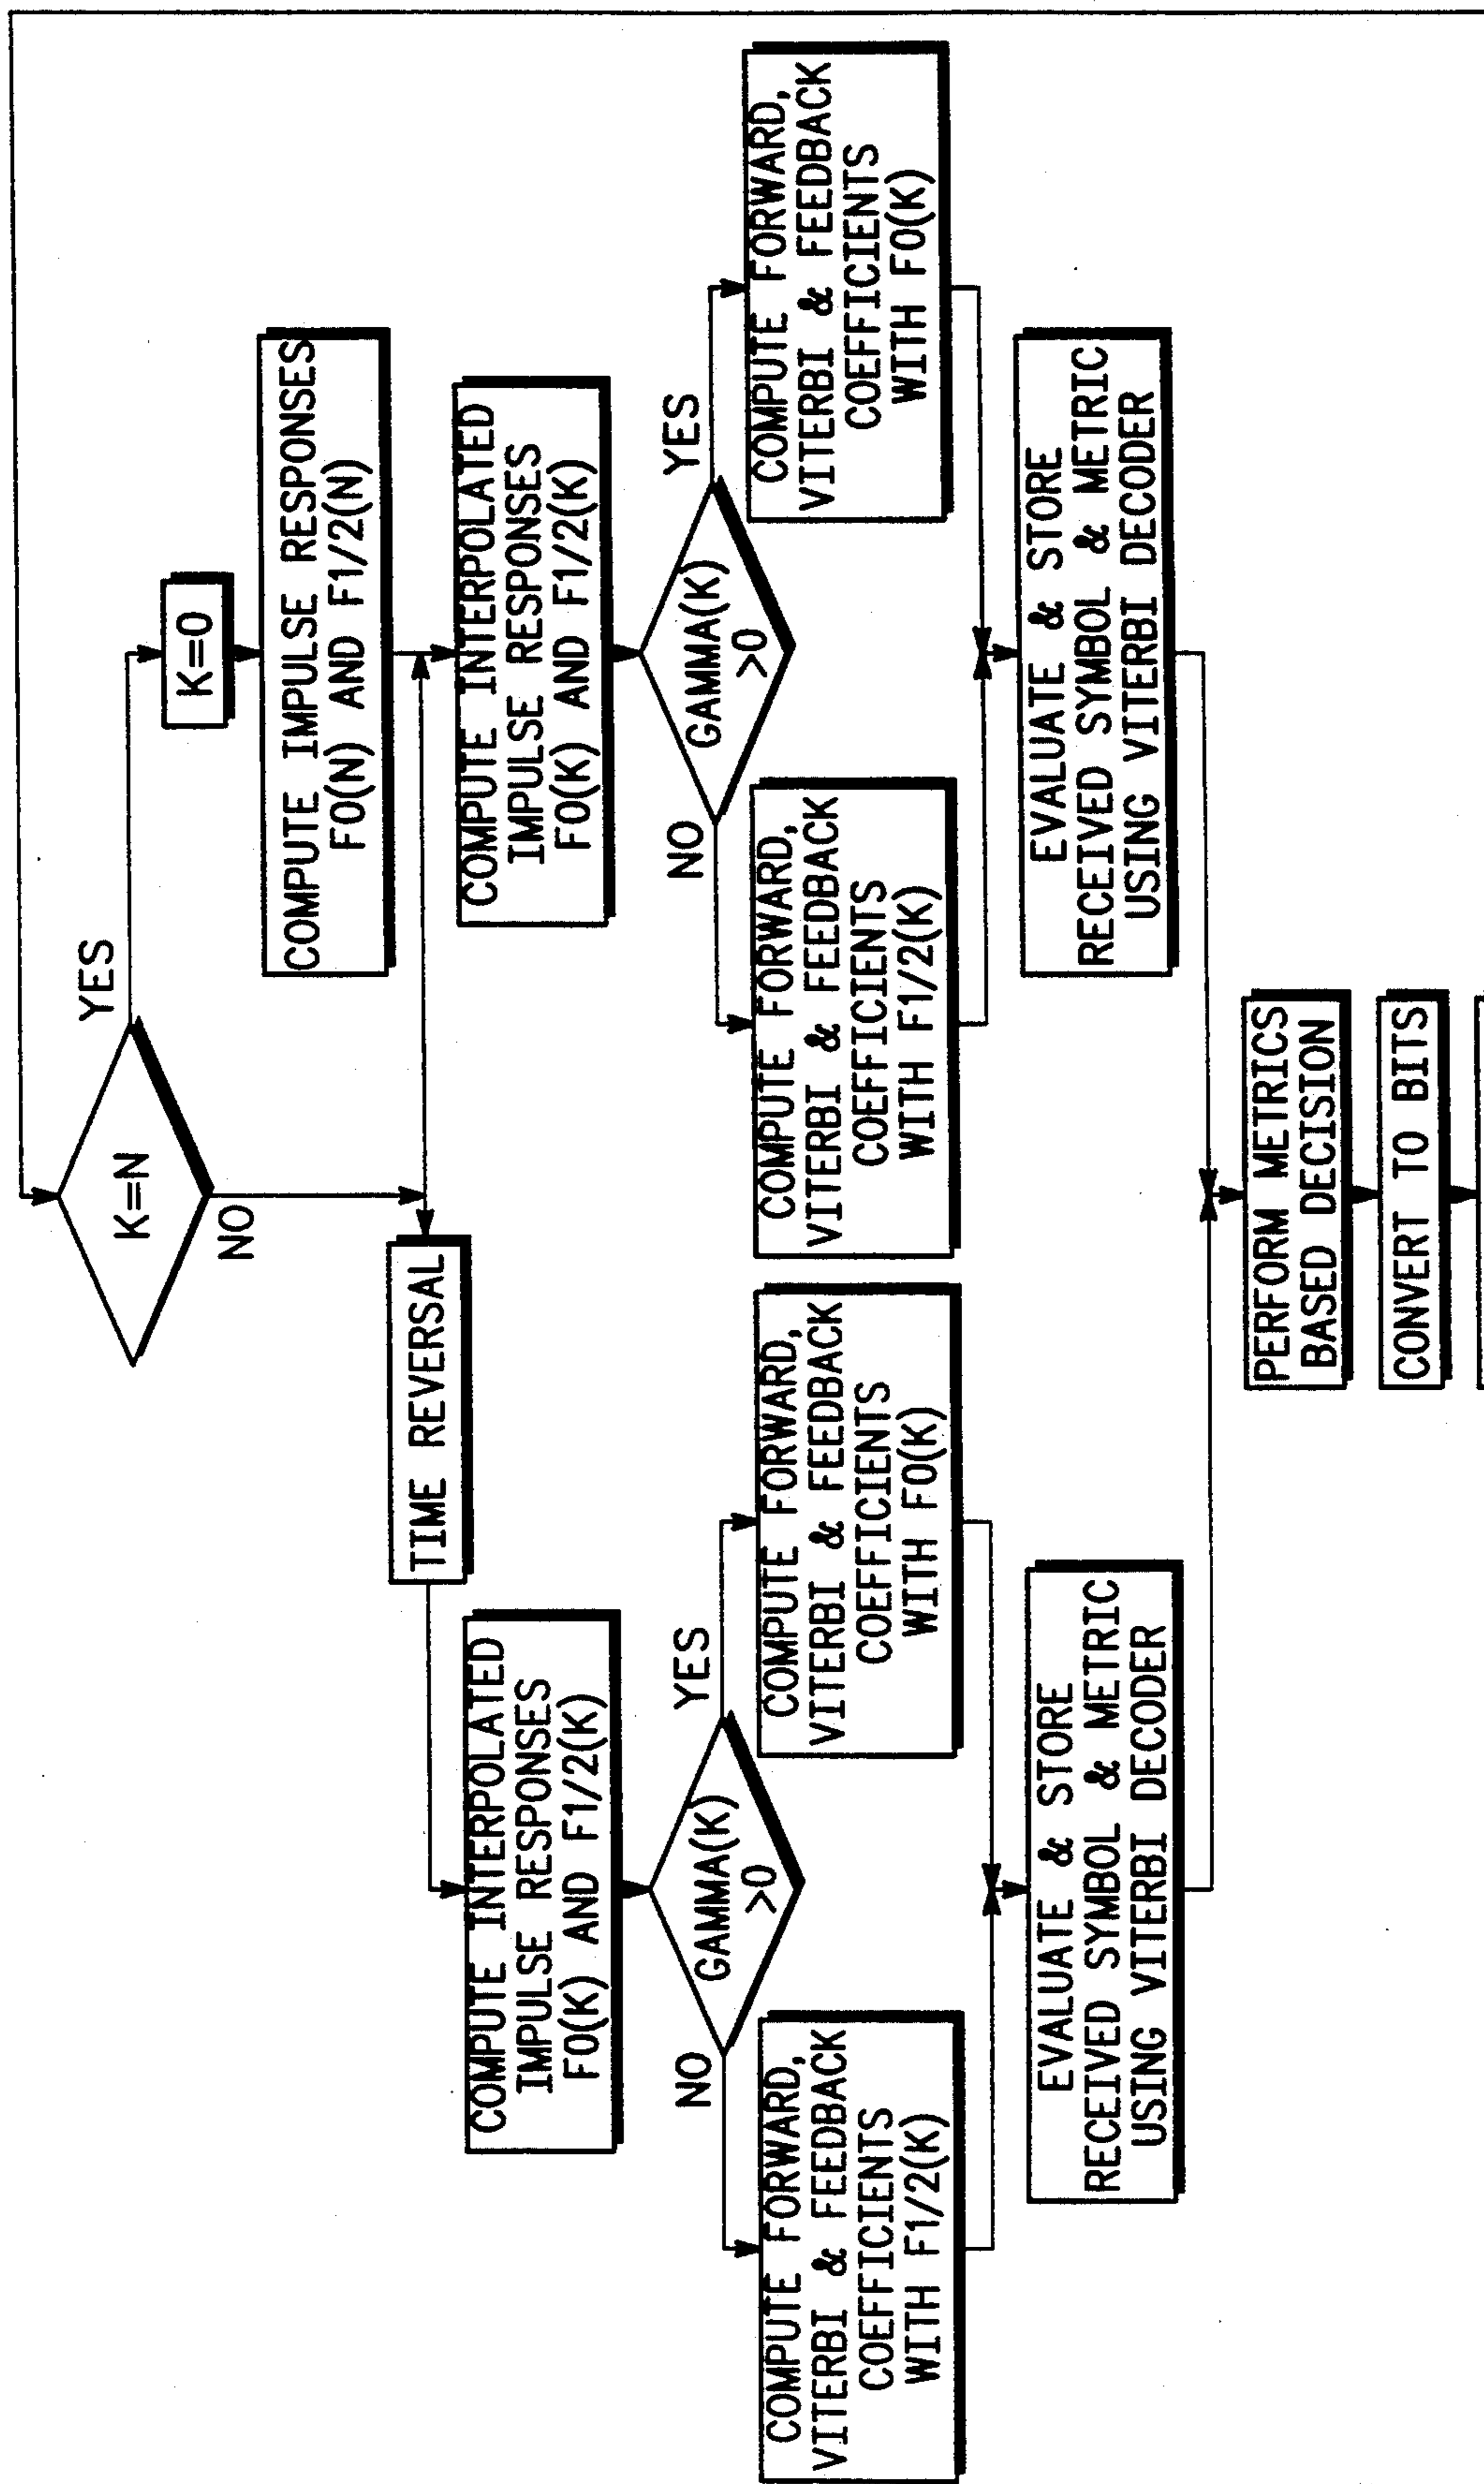 K=N
YES
NO
K=0
COMPUTE IMPULSE RESPONSES
F0(N) AND F1/2(N)
TIME REVERSAL
COMPUTE INTERPOLATED
IMPULSE RESPONSES
F0(K) AND F1/2(K)
COMPUTE INTERPOLATED
IMPULSE RESPONSES
F0(K) AND F1/2(K)
NO
GAMMA(K)
>0
YES
NO
GAMMA(K)
>0
YES
COMPUTE FORWARD,
VITERBI & FEEDBACK
COEFFICIENTS
WITH F1/2(K)
COMPUTE FORWARD,
VITERBI & FEEDBACK
COEFFICIENTS
WITH F0(K)
COMPUTE FORWARD,
VITERBI & FEEDBACK
COEFFICIENTS
WITH F1/2(K)
COMPUTE FORWARD,
VITERBI & FEEDBACK
COEFFICIENTS
WITH F0(K)
EVALUATE & STORE
RECEIVED SYMBOL & METRIC
USING VITERBI DECODER
EVALUATE & STORE
RECEIVED SYMBOL & METRIC
USING VITERBI DECODER
PERFORM METRICS
BASED DECISION
CONVERT TO BITS